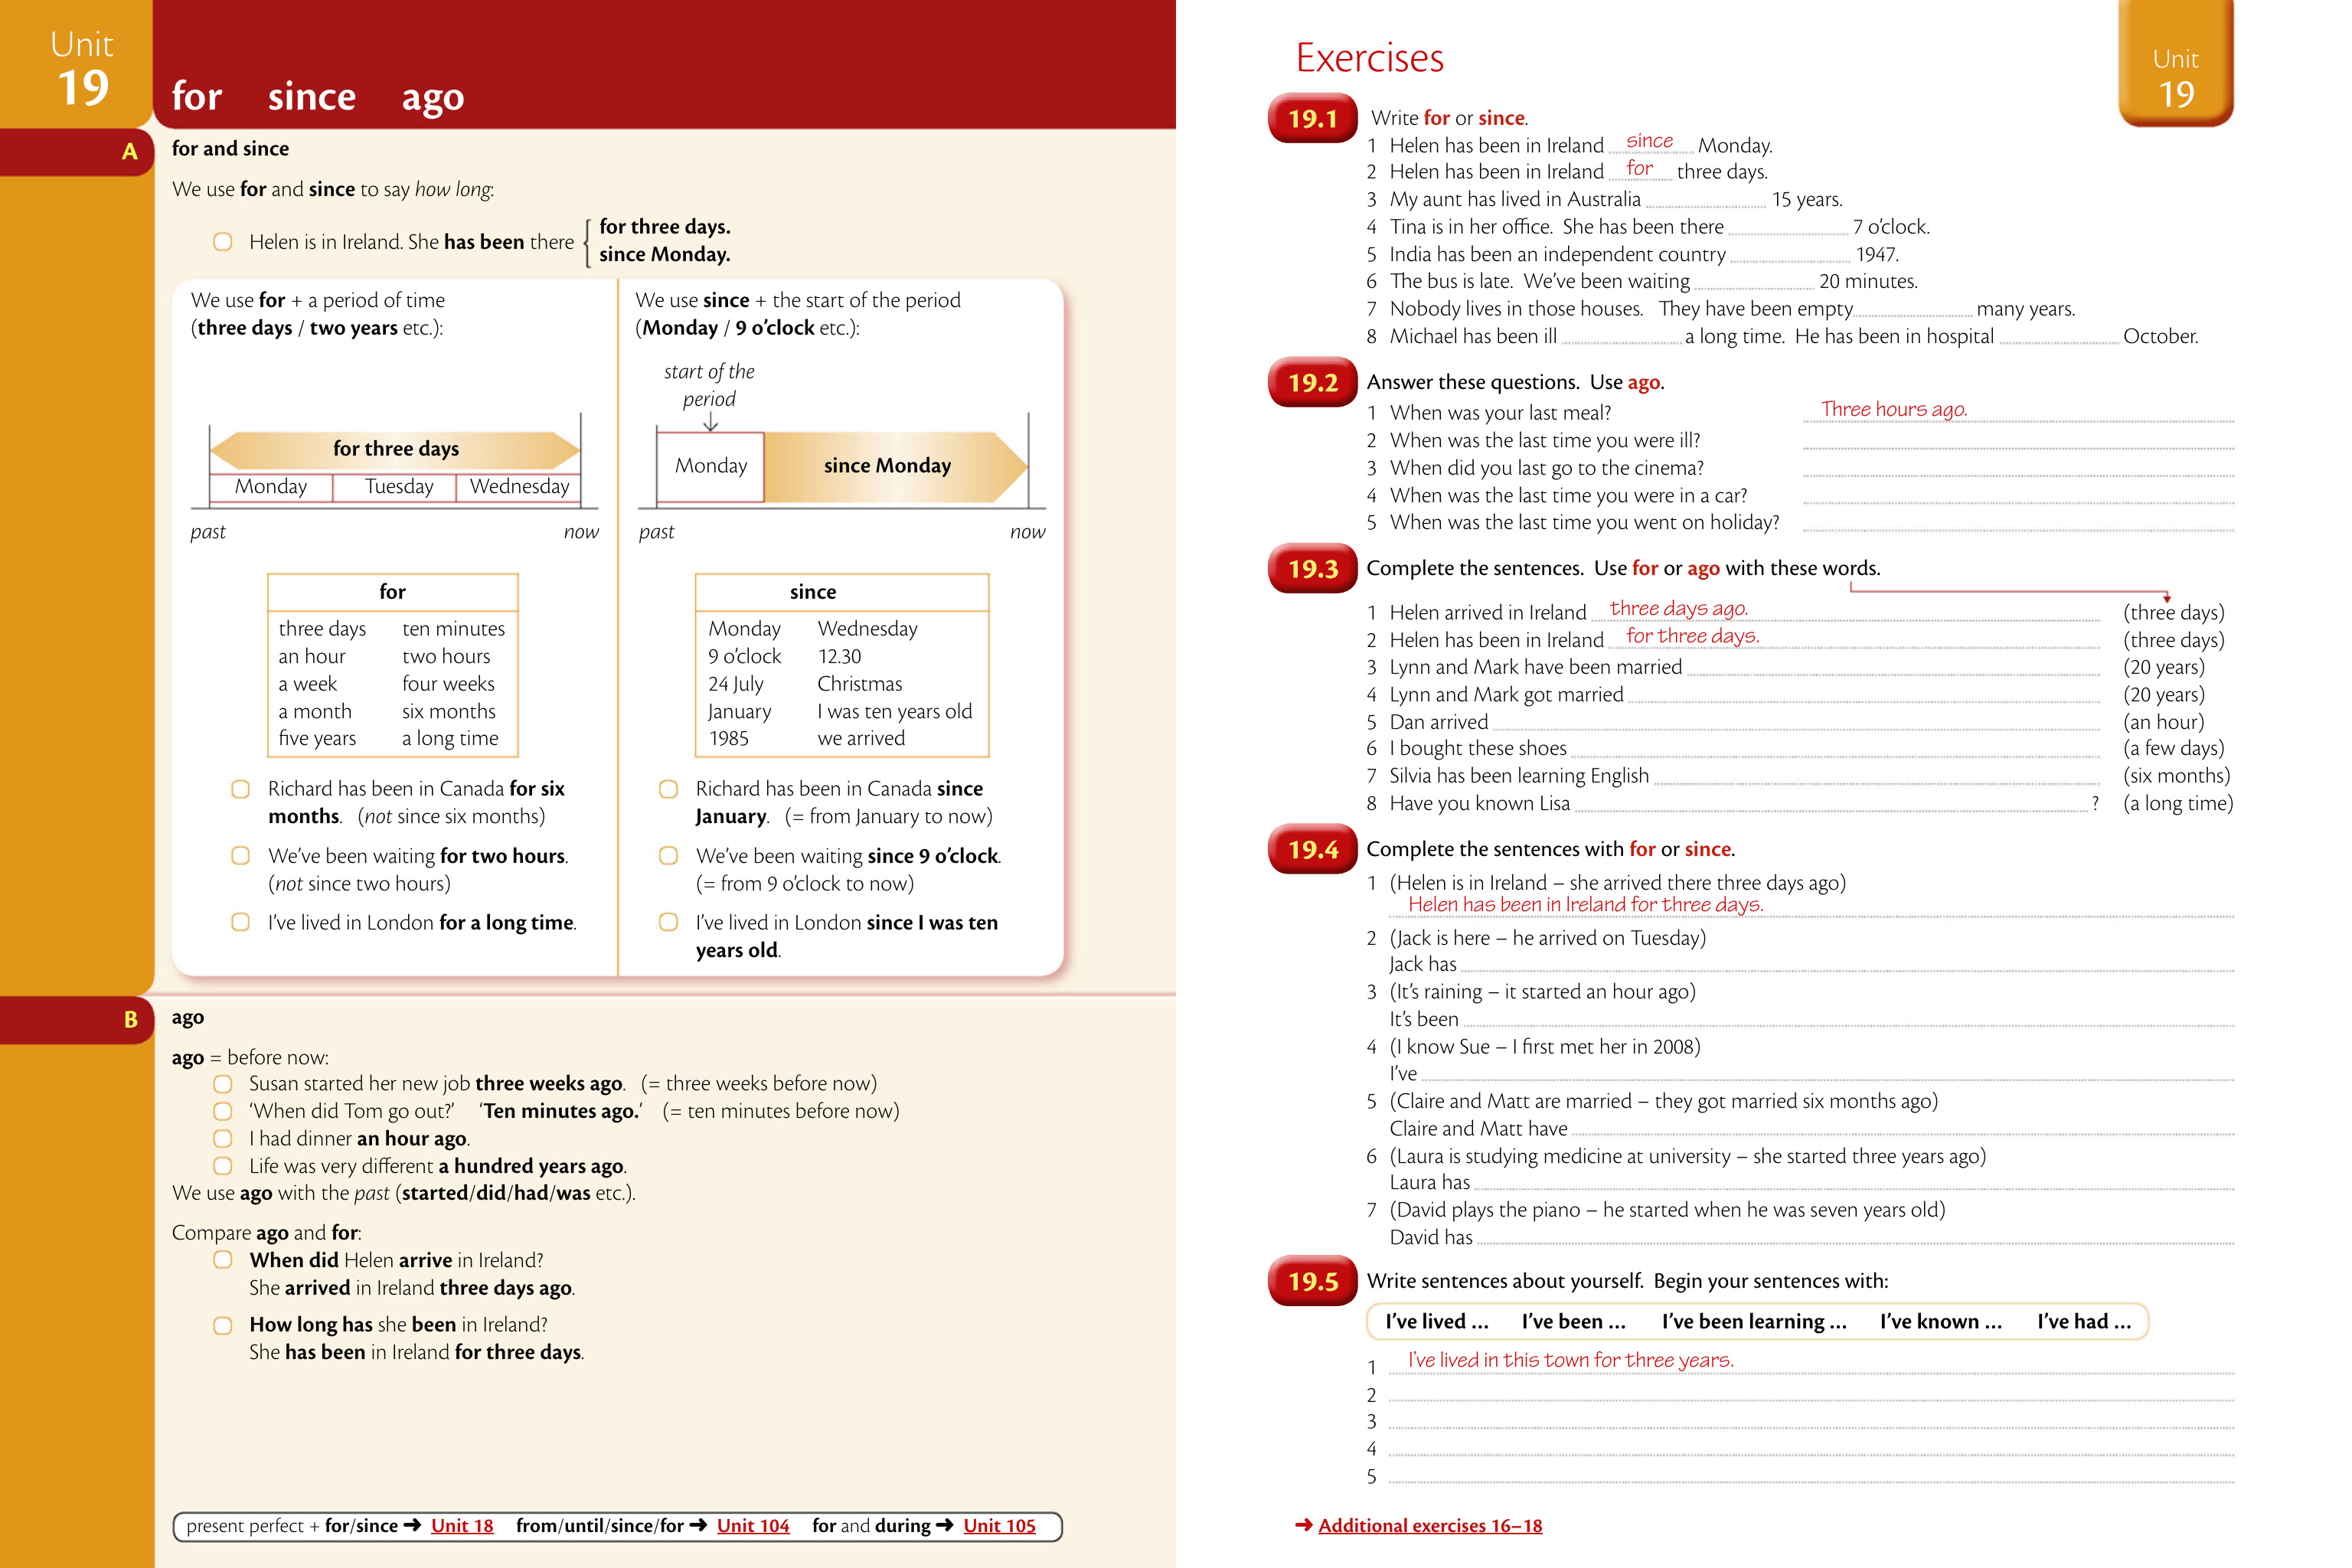 Unit
19
for since ago
A
for and since
We use for and since to say how long:
Helen is in Ireland. She has been there
for three days.
since Monday.
We use for + a period of time
(three days / two years etc.):
for three days
Monday Tuesday Wednesday
past now
for
three days ten minutes
an hour two hours
a week four weeks
a month six months
five years a long time
Richard has been in Canada for six
months. (not since six months)
We've been waiting for two hours.
(not since two hours)
I've lived in London for a long time.
We use since + the start of the period
(Monday / 9 o'clock etc.):
start of the
period
Monday since Monday
past now
since
Monday Wednesday
9 o'clock 12.30
24 July Christmas
January I was ten years old
1985 we arrived
Richard has been in Canada since
January. (= from January to now)
We've been waiting since 9 o'clock.
(= from 9 o'clock to now)
I've lived in London since I was ten
years old.
B
ago
ago = before now:
Susan started her new job three weeks ago. (= three weeks before now)
'When did Tom go out?' 'Ten minutes ago.' (= ten minutes before now)
I had dinner an hour ago.
Life was very different a hundred years ago.
We use ago with the past (started/did/had/was etc.).
Compare ago and for:
When did Helen arrive in Ireland?
She arrived in Ireland three days ago.
How long has she been in Ireland?
She has been in Ireland for three days.
present perfect + for/since ➜ Unit 18 from/until/since/for ➜ Unit 104 for and during ➜ Unit 105
Exercises
Unit
19
19.1 Write for or since.
1 Helen has been in Ireland since Monday.
2 Helen has been in Ireland for three days.
3 My aunt has lived in Australia 15 years.
4 Tina is in her office. She has been there 7 o'clock.
5 India has been an independent country 1947.
6 The bus is late. We've been waiting 20 minutes.
7 Nobody lives in those houses. They have been empty many years.
8 Michael has been ill a long time. He has been in hospital October.
19.2 Answer these questions. Use ago.
1 When was your last meal? Three hours ago.
2 When was the last time you were ill?
3 When did you last go to the cinema?
4 When was the last time you were in a car?
5 When was the last time you went on holiday?
19.3 Complete the sentences. Use for or ago with these words.
1 Helen arrived in Ireland three days ago. (three days)
2 Helen has been in Ireland for three days. (three days)
3 Lynn and Mark have been married (20 years)
4 Lynn and Mark got married (20 years)
5 Dan arrived (an hour)
6 I bought these shoes (a few days)
7 Silvia has been learning English (six months)
8 Have you known Lisa ? (a long time)
19.4 Complete the sentences with for or since.
1 (Helen is in Ireland – she arrived there three days ago)
Helen has been in Ireland for three days.
2 (Jack is here – he arrived on Tuesday)
Jack has
3 (It's raining – it started an hour ago)
It's been
4 (I know Sue – I first met her in 2008)
I've
5 (Claire and Matt are married – they got married six months ago)
Claire and Matt have
6 (Laura is studying medicine at university – she started three years ago)
Laura has
7 (David plays the piano – he started when he was seven years old)
David has
19.5 Write sentences about yourself. Begin your sentences with:
I've lived ... I've been ... I've been learning ... I've known ... I've had ...
1 I've lived in this town for three years.
2
3
4
5
➜ Additional exercises 16–18